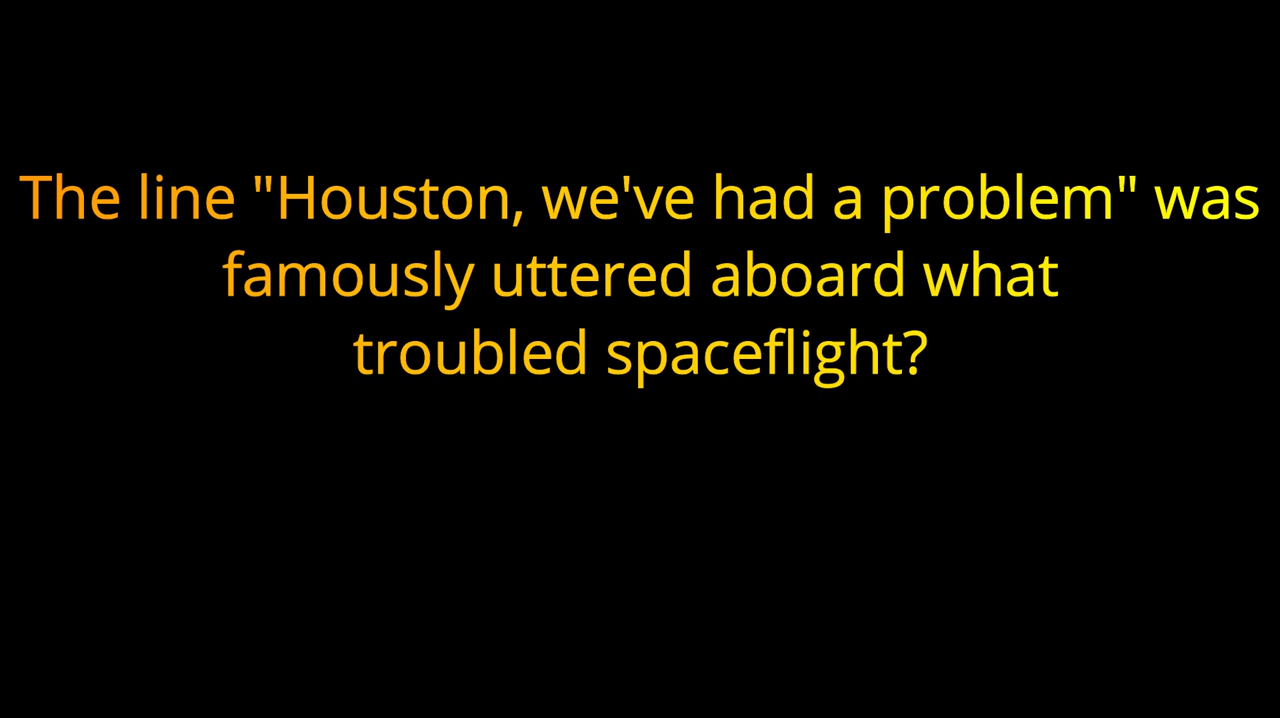 The line "Houston, we've had a problem" was
famously uttered aboard what
troubled spaceflight?